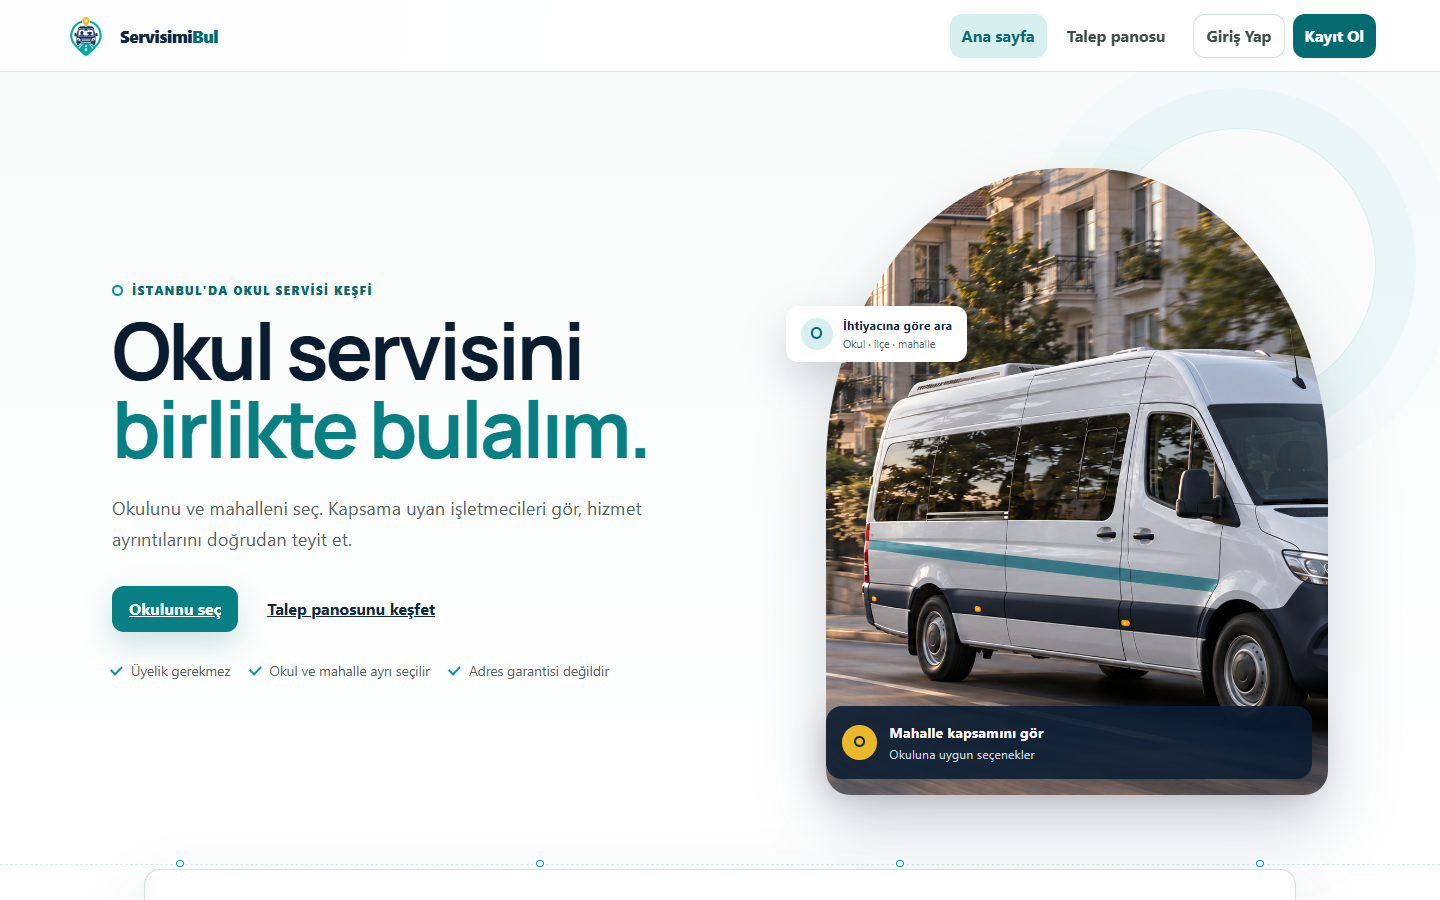 ServisimiBul
Ana sayfa
Talep panosu
Giriş Yap
Kayıt Ol
İSTANBUL'DA OKUL SERVİSİ KEŞFİ
Okul servisini
birlikte bulalım.
Okulunu ve mahalleni seç. Kapsama uyan işletmecileri gör, hizmet
ayrıntılarını doğrudan teyit et.
Okulunu seç
Talep panosunu keşfet
Üyelik gerekmez
Okul ve mahalle ayrı seçilir
Adres garantisi değildir
İhtiyacına göre ara
Okul · ilçe · mahalle
Mahalle kapsamını gör
Okuluna uygun seçenekler